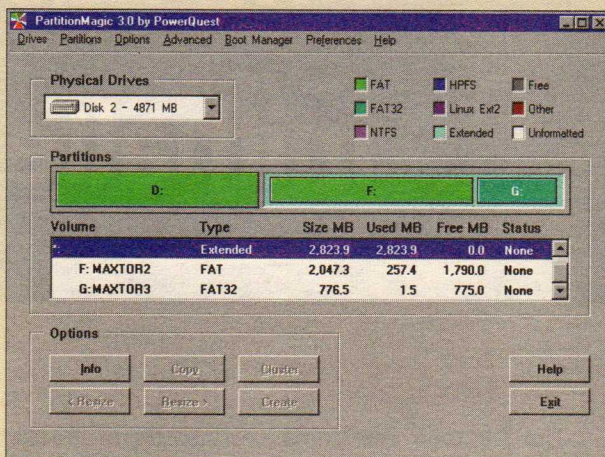 PartitionMagic 3.0 by PowerQuest
Drives Partitions Options Advanced Boot Manager Preferences Help
Physical Drives
Disk 2 - 4871 MB
FAT HPFS Free
FAT32 Linux Ext2 Other
NTFS Extended Unformatted
Partitions
D: F: G:
Volume Type Size MB Used MB Free MB Status
*: Extended 2,823.9 2,823.9 0.0 None
F: MAXTOR2 FAT 2,047.3 257.4 1,790.0 None
G:MAXTOR3 FAT32 776.5 1.5 775.0 None
Options
Info Copy Cluster Help
< Resize Resize > Create Exit